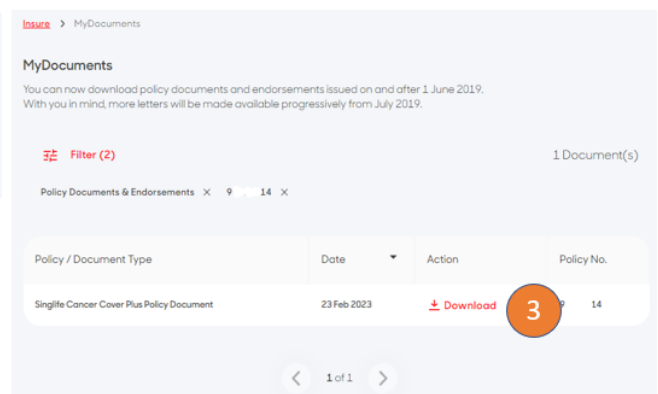 Insure > MyDocuments
MyDocuments
You can now download policy documents and endorsements issued on and after 1 June 2019.
With you in mind, more letters will be made available progressively from July 2019.
Filter (2)
1 Document(s)
Policy Documents & Endorsements × 9 14 ×
Policy / Document Type Date Action Policy No.
Singlife Cancer Cover Plus Policy Document 23 Feb 2023 Download 3 9 14
1 of 1